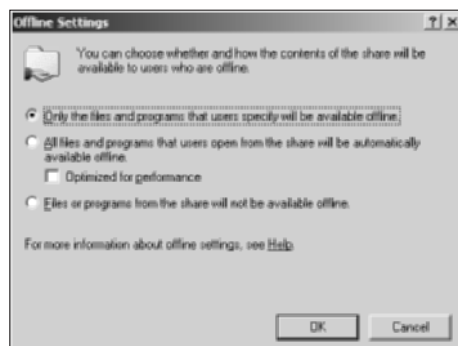 Offline Settings
You can choose whether and how the contents of the share will be
available to users who are offline.
Only the files and programs that users specify will be available offline.
All files and programs that users open from the share will be automatically
available offline.
Optimized for performance
Files or programs from the share will not be available offline.
For more information about offline settings, see Help.
OK
Cancel